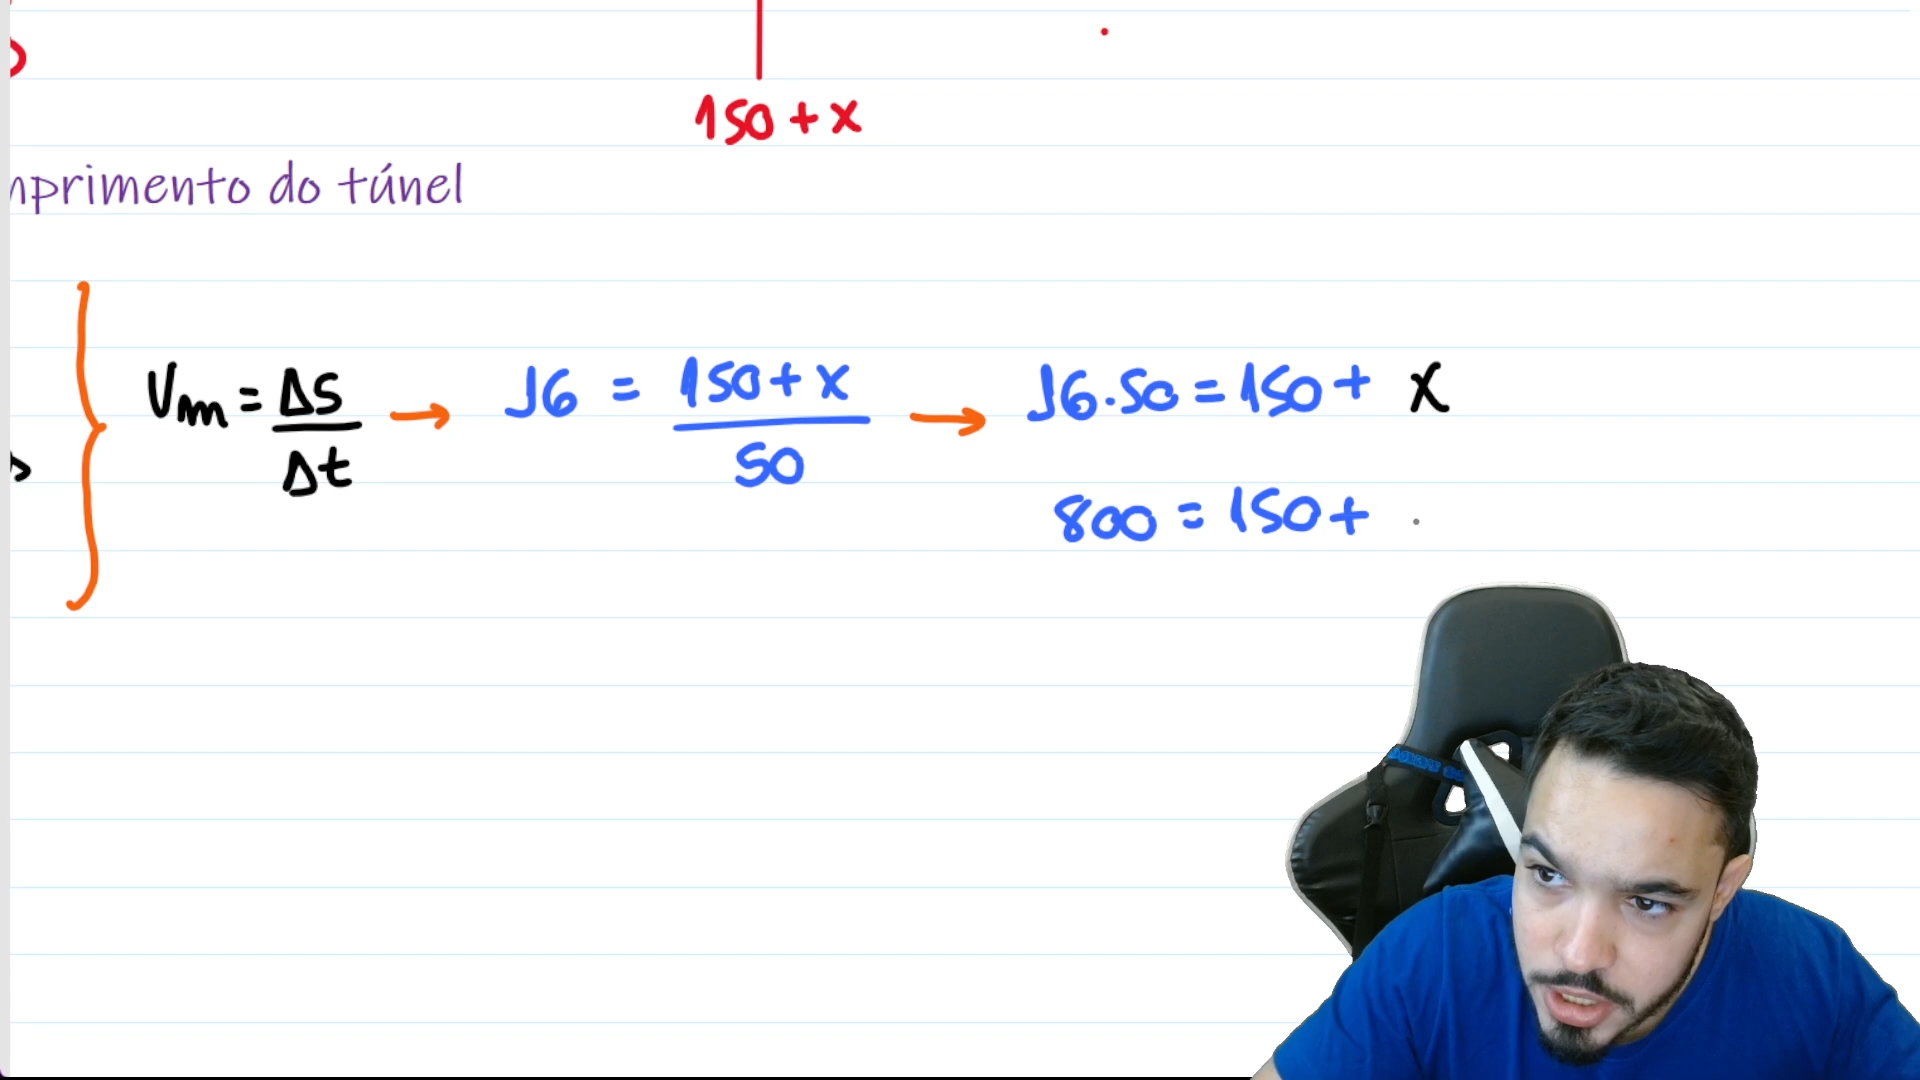 150 + x
mprimento do túnel
Vm = Δs/Δt → 16 = (150 + x)/50 → 16.50 = 150 + x
800 = 150 +